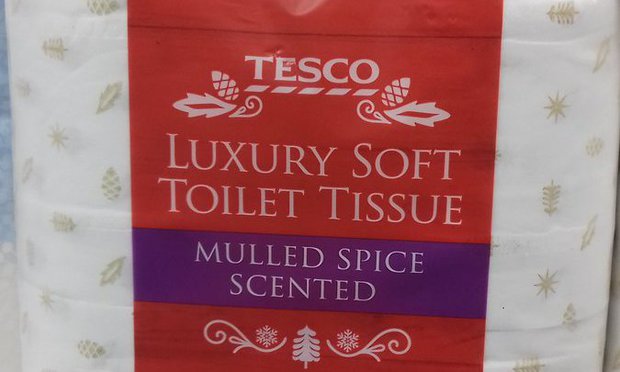 TESCO
LUXURY SOFT
TOILET TISSUE
MULLED SPICE
SCENTED